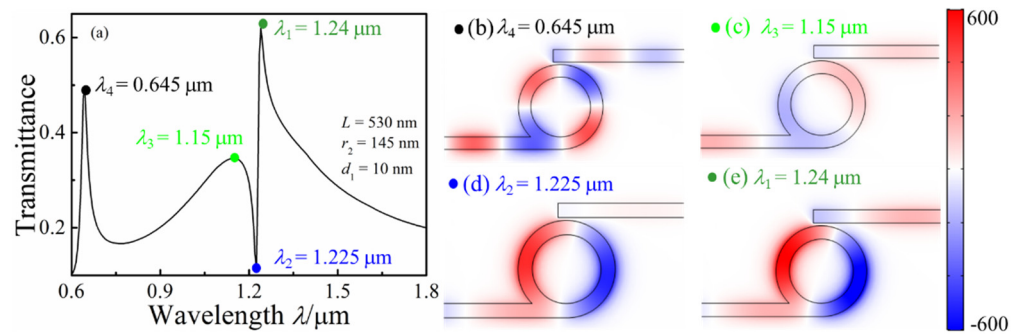 (a)
λ1 = 1.24 μm
λ4 = 0.645 μm
λ3 = 1.15 μm
λ2 = 1.225 μm
L = 530 nm
r2 = 145 nm
d1 = 10 nm
Transmittance
0.6
0.4
0.2
0.6 0.9 1.2 1.5 1.8
Wavelength λ/μm
(b) λ4 = 0.645 μm
(c) λ3 = 1.15 μm
(d) λ2 = 1.225 μm
(e) λ1 = 1.24 μm
600
-600